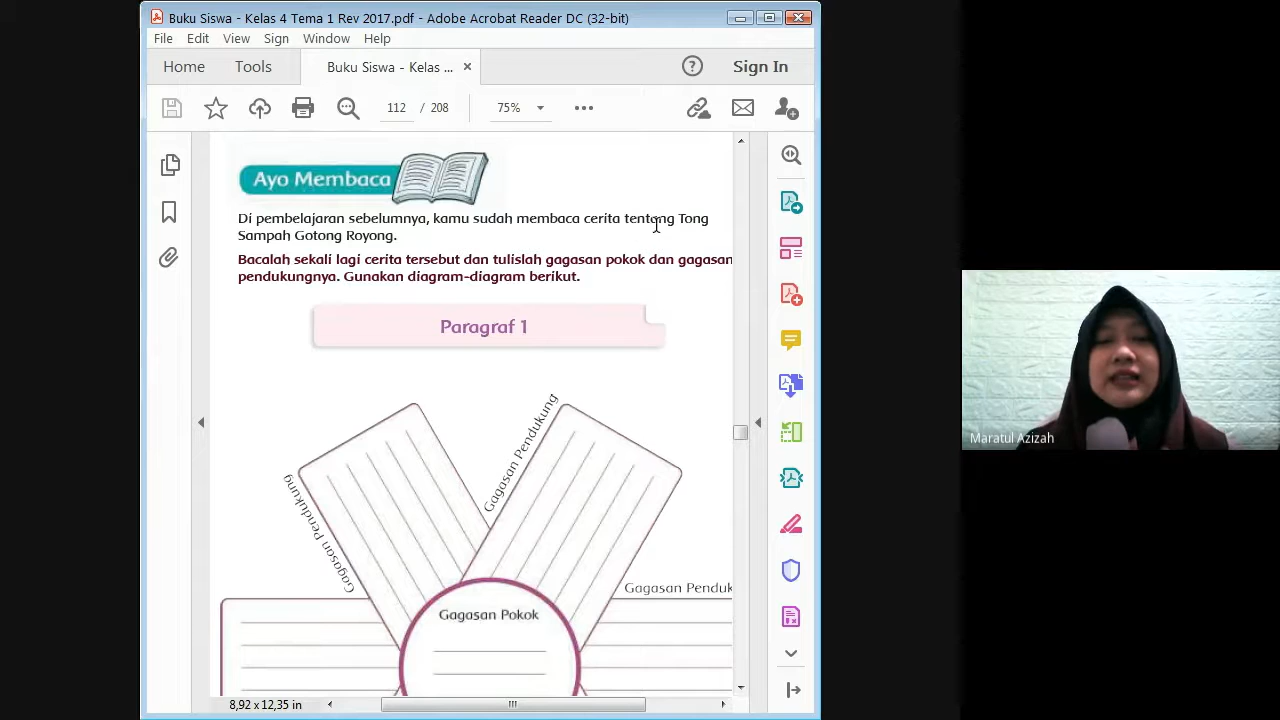 Buku Siswa - Kelas 4 Tema 1 Rev 2017.pdf - Adobe Acrobat Reader DC (32-bit)
File Edit View Sign Window Help
Home Tools Buku Siswa - Kelas ... × Sign In
112 / 208 75%
Ayo Membaca
Di pembelajaran sebelumnya, kamu sudah membaca cerita tentang Tong
Sampah Gotong Royong.
Bacalah sekali lagi cerita tersebut dan tulislah gagasan pokok dan gagasan
pendukungnya. Gunakan diagram-diagram berikut.
Paragraf 1
Gagasan Pendukung
Gagasan Pendukung
Gagasan Penduk
Gagasan Pokok
Maratul Azizah
8,92 x 12,35 in